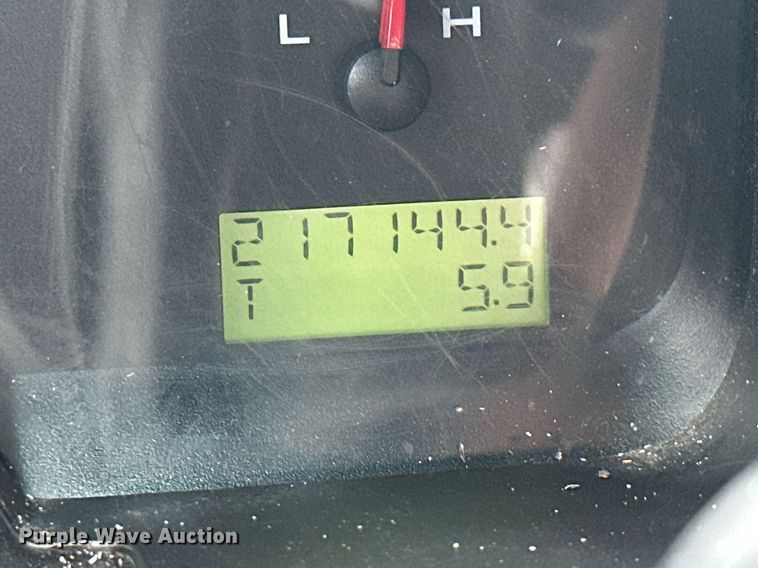 L H
217144.4
T 5.9
Purple Wave Auction®